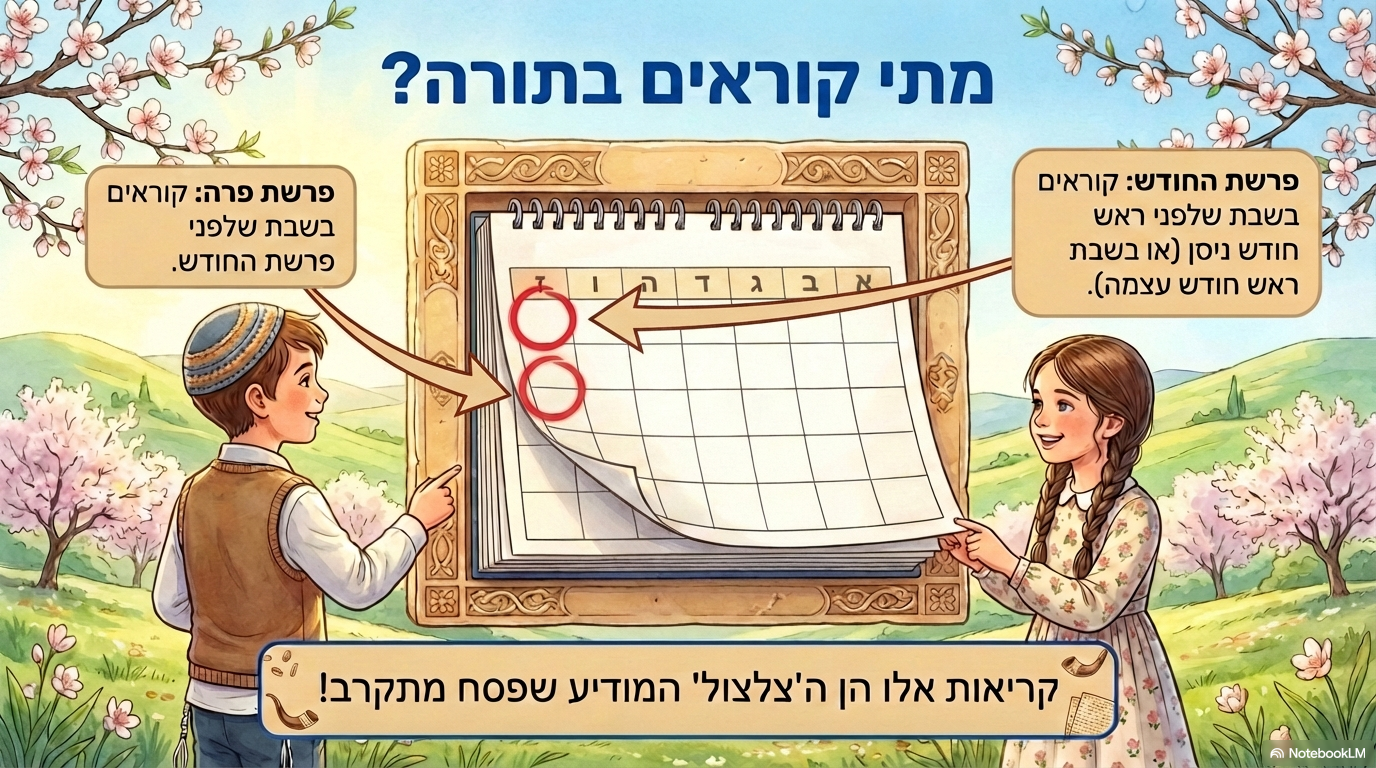 מתי קוראים בתורה?
פרשת החודש: קוראים
בשבת שלפני ראש
חודש ניסן (או בשבת
ראש חודש עצמה).
פרשת פרה: קוראים
בשבת שלפני
פרשת החודש.
א ב ג ד ה ו ז
קריאות אלו הן ה'צלצול' המודיע שפסח מתקרב!
NotebookLM